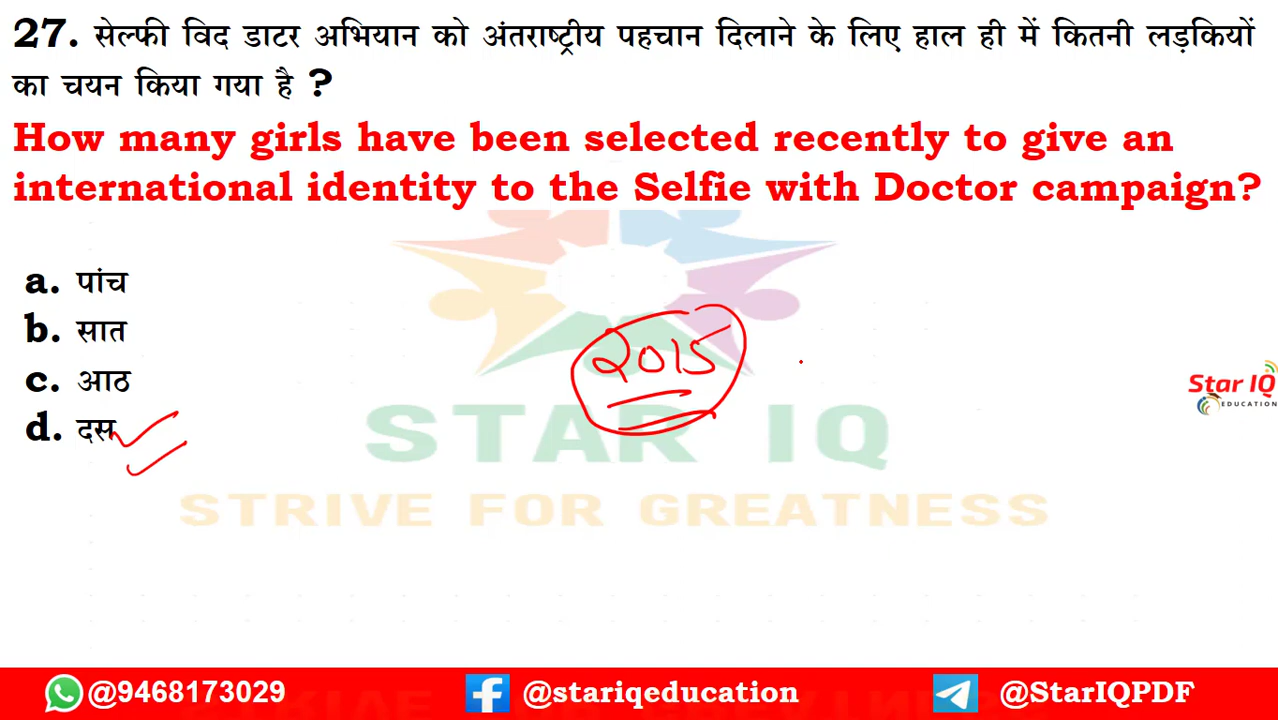 27. सेल्फी विद डाटर अभियान को अंतराष्ट्रीय पहचान दिलाने के लिए हाल ही में कितनी लड़कियों
का चयन किया गया है ?
How many girls have been selected recently to give an
international identity to the Selfie with Doctor campaign?
a. पांच
b. सात
c. आठ
d. दस
2015
Star IQ
EDUCATION
STAR IQ
STRIVE FOR GREATNESS
@9468173029 @stariqeducation @StarIQPDF